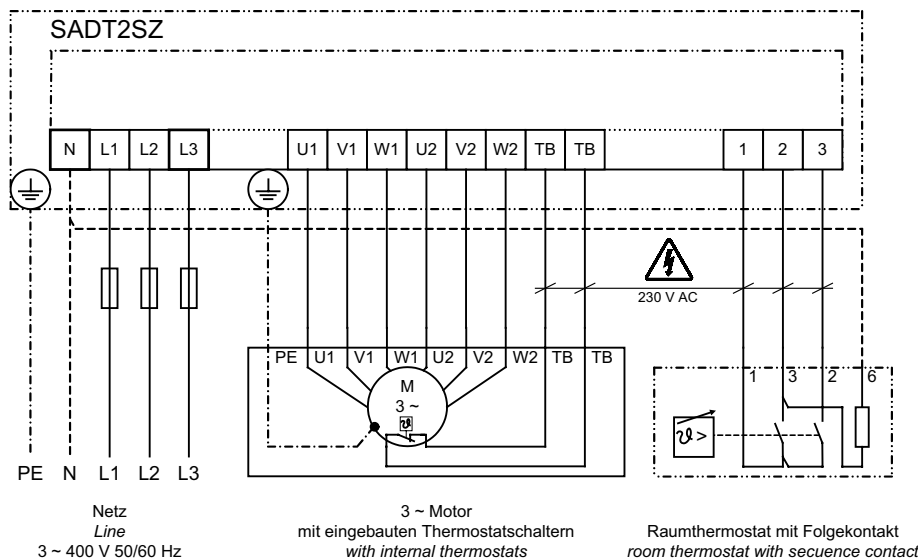 SADT2SZ
N L1 L2 L3 U1 V1 W1 U2 V2 W2 TB TB 1 2 3
230 V AC
PE U1 V1 W1 U2 V2 W2 TB TB
1 3 2 6
M
3 ~
ϑ
ϑ>
PE N L1 L2 L3
Netz
Line
3 ~ 400 V 50/60 Hz
3 ~ Motor
mit eingebauten Thermostatschaltern
with internal thermostats
Raumthermostat mit Folgekontakt
room thermostat with secuence contact